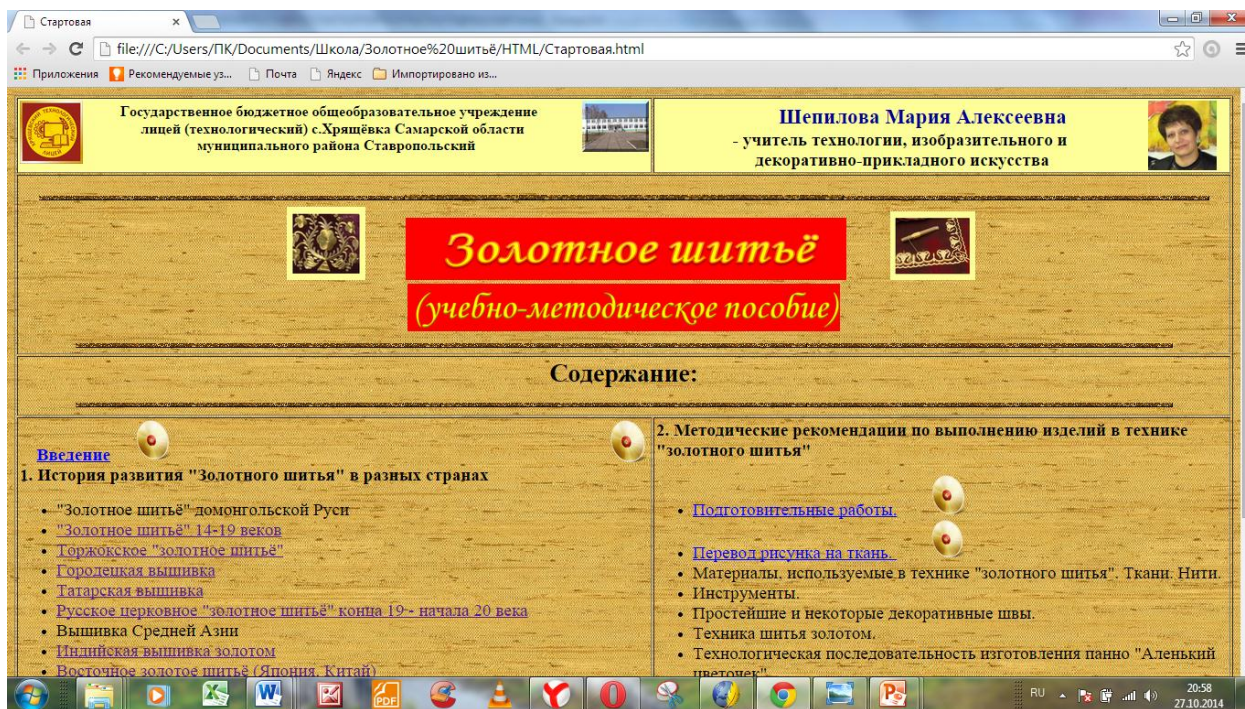 Стартовая
file:///C:/Users/ПК/Documents/Школа/Золотное%20шитьё/HTML/Стартовая.html
Приложения Рекомендуемые уз... Почта Яндекс Импортировано из...
Государственное бюджетное общеобразовательное учреждение
лицей (технологический) с.Хрящёвка Самарской области
муниципального района Ставропольский
Шепилова Мария Алексеевна
- учитель технологии, изобразительного и
декоративно-прикладного искусства
Золотное шитьё
(учебно-методическое пособие)
Содержание:
Введение
1. История развития "Золотного шитья" в разных странах
"Золотное шитьё" домонгольской Руси
"Золотное шитьё" 14-19 веков
Торжокское "золотное шитьё"
Городецкая вышивка
Татарская вышивка
Русское церковное "золотное шитьё" конца 19 - начала 20 века
Вышивка Средней Азии
Индийская вышивка золотом
Восточное золотое шитьё (Япония, Китай)
2. Методические рекомендации по выполнению изделий в технике
"золотного шитья"
Подготовительные работы.
Перевод рисунка на ткань.
Материалы, используемые в технике "золотного шитья". Ткани. Нити.
Инструменты.
Простейшие и некоторые декоративные швы.
Техника шитья золотом.
Технологическая последовательность изготовления панно "Аленький
цветочек"
PDF
RU
20:58
27.10.2014